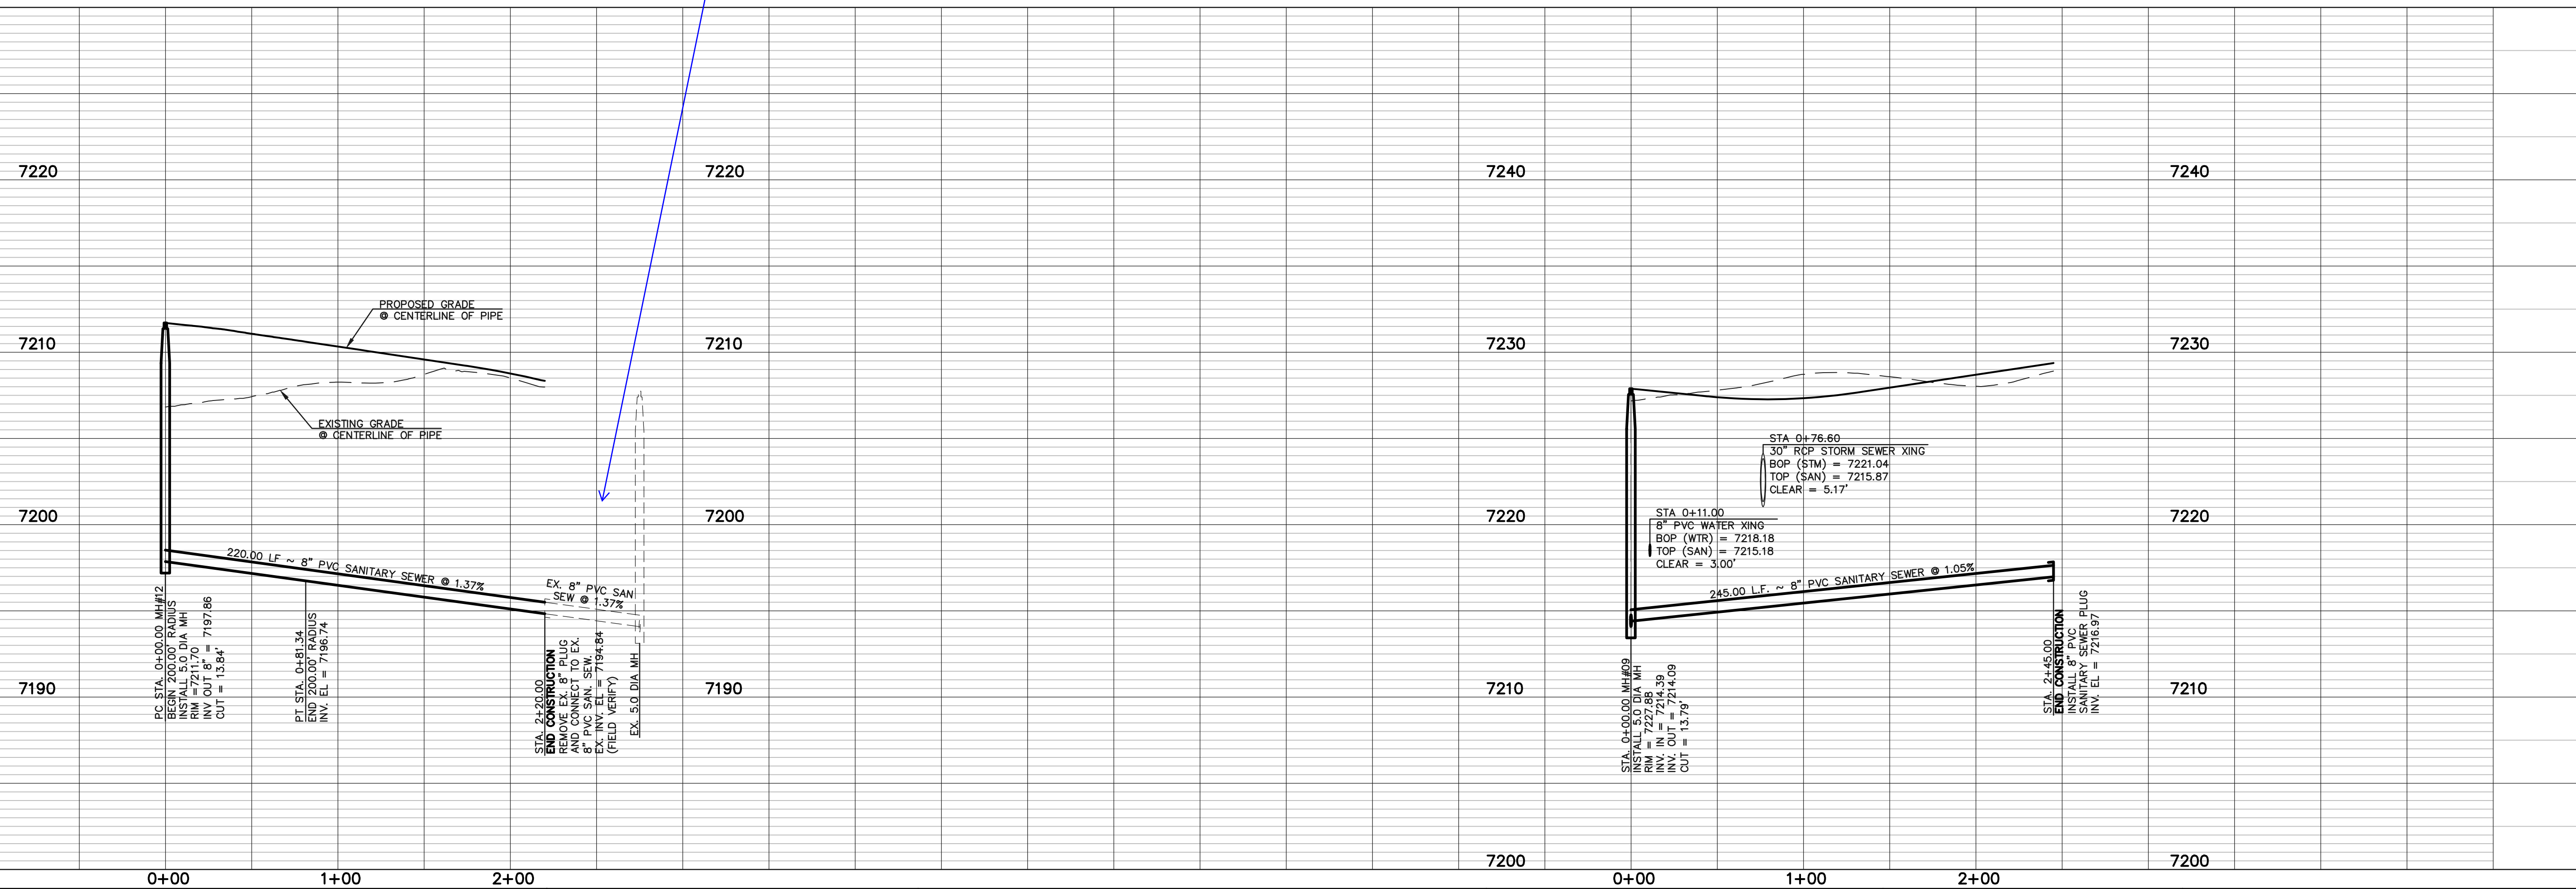 7220
7220
7240
7240
PROPOSED GRADE
@ CENTERLINE OF PIPE
7210
7210
7230
7230
EXISTING GRADE
@ CENTERLINE OF PIPE
STA 0+76.60
30" RCP STORM SEWER XING
BOP (STM) = 7221.04
TOP (SAN) = 7215.87
CLEAR = 5.17'
7200
7200
7220
7220
STA 0+11.00
8" PVC WATER XING
BOP (WTR) = 7218.18
TOP (SAN) = 7215.18
CLEAR = 3.00'
220.00 LF ~ 8" PVC SANITARY SEWER @ 1.37%
EX. 8" PVC SAN
SEW @ 1.37%
245.00 L.F. ~ 8" PVC SANITARY SEWER @ 1.05%
PC STA. 0+00.00 MH#12
BEGIN 200.00' RADIUS
INSTALL 5.0 DIA MH
RIM =7211.70
INV OUT 8" = 7197.86
CUT = 13.84'
PT STA. 0+81.34
END 200.00' RADIUS
INV. EL = 7196.74
STA. 2+20.00
END CONSTRUCTION
REMOVE EX. 8" PLUG
AND CONNECT TO EX.
8" PVC SAN. SEW.
EX. INV. EL = 7194.84
(FIELD VERIFY)
EX. 5.0 DIA MH
STA. 0+00.00 MH#09
INSTALL 5.0 DIA MH
RIM = 7227.88
INV. IN = 7214.39
INV. OUT = 7214.09
CUT = 13.79'
STA. 2+45.00
END CONSTRUCTION
INSTALL 8" PVC
SANITARY SEWER PLUG
INV. EL = 7216.97
7190
7190
7210
7210
7200
7200
0+00
1+00
2+00
0+00
1+00
2+00